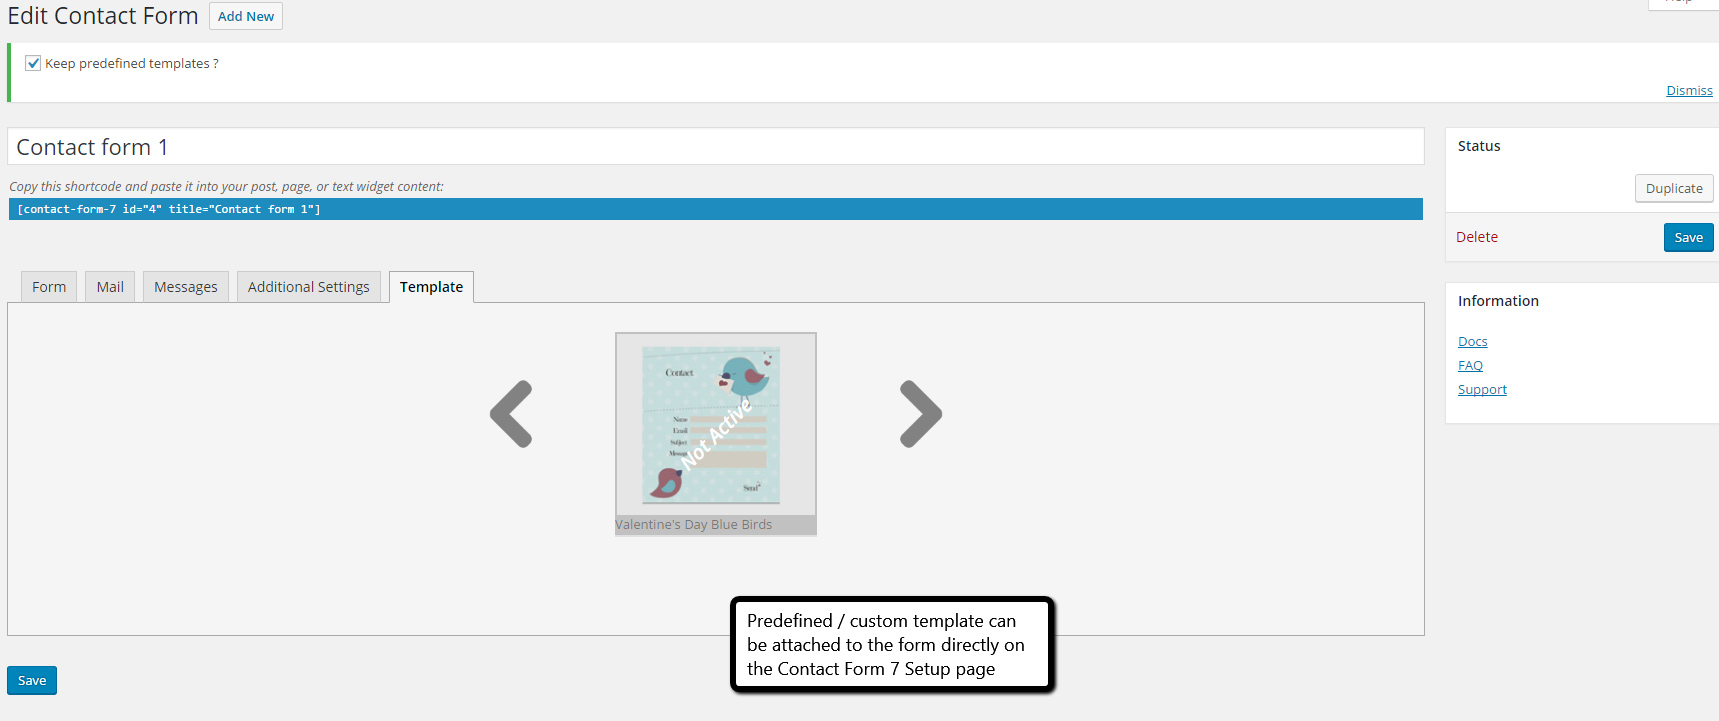 Edit Contact Form
Add New
Keep predefined templates ?
Dismiss
Contact form 1
Copy this shortcode and paste it into your post, page, or text widget content:
[contact-form-7 id="4" title="Contact form 1"]
Form
Mail
Messages
Additional Settings
Template
Contact
Name
Email
Subject
Message
Not Active
Send
Valentine's Day Blue Birds
Predefined / custom template can
be attached to the form directly on
the Contact Form 7 Setup page
Save
Status
Duplicate
Delete
Save
Information
Docs
FAQ
Support